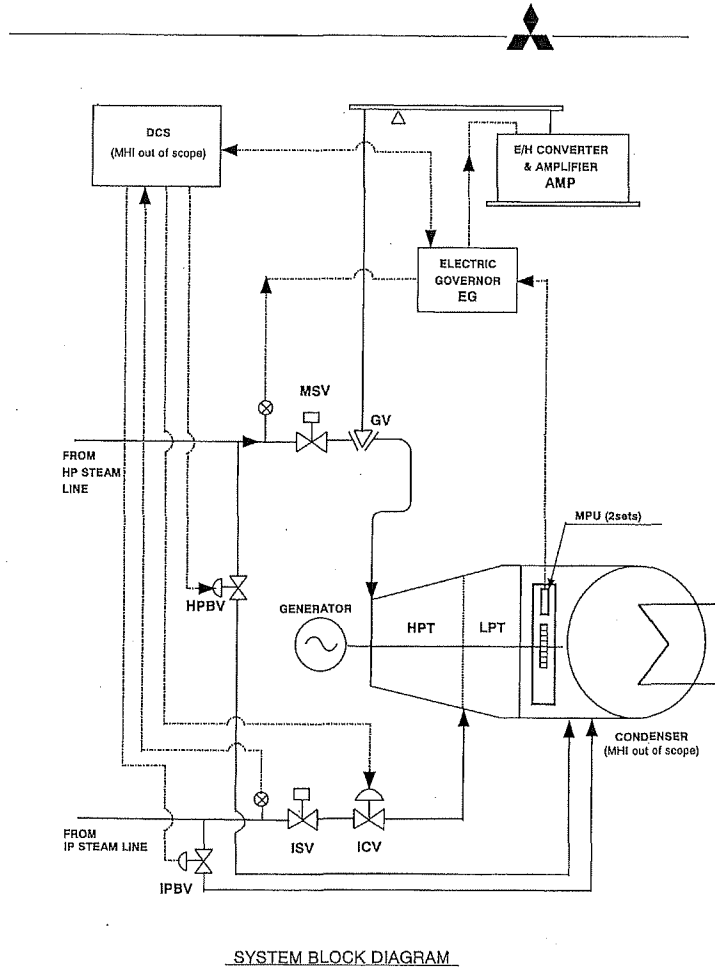 DCS
(MHI out of scope)
E/H CONVERTER
& AMPLIFIER
AMP
ELECTRIC
GOVERNOR
EG
MSV
GV
FROM
HP STEAM
LINE
MPU (2sets)
HPBV
GENERATOR
HPT
LPT
CONDENSER
(MHI out of scope)
FROM
IP STEAM LINE
ISV
ICV
IPBV
SYSTEM BLOCK DIAGRAM